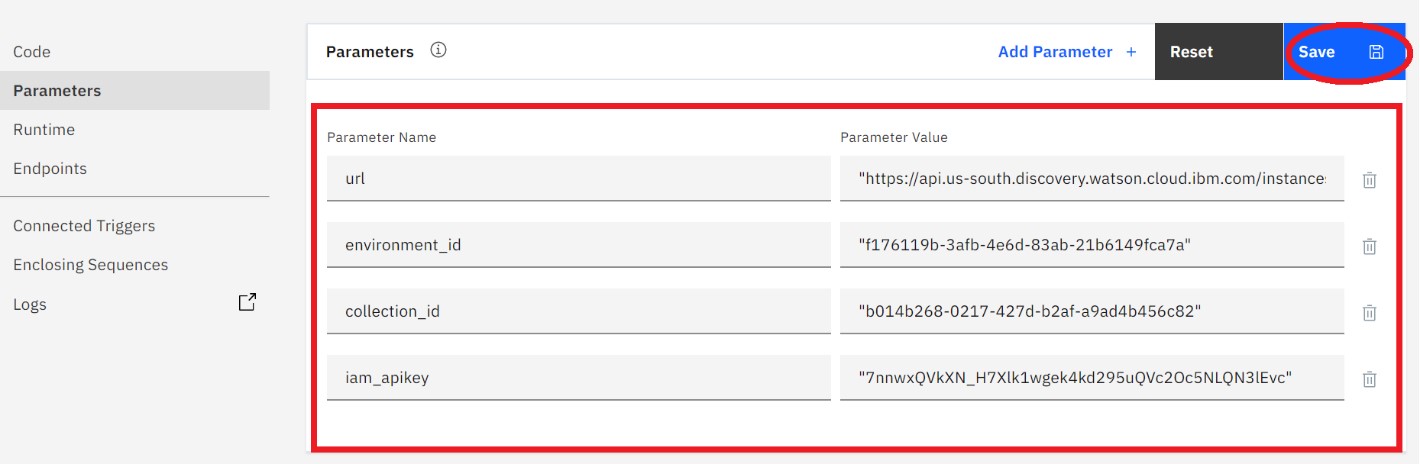 Code
Parameters
Runtime
Endpoints
Connected Triggers
Enclosing Sequences
Logs
Parameters Add Parameter + Reset Save
Parameter Name Parameter Value
url "https://api.us-south.discovery.watson.cloud.ibm.com/instances
environment_id "f176119b-3afb-4e6d-83ab-21b6149fca7a"
collection_id "b014b268-0217-427d-b2af-a9ad4b456c82"
iam_apikey "7nnwxQVkXN_H7Xlk1wgek4kd295uQVc2Oc5NLQN3lEvc"